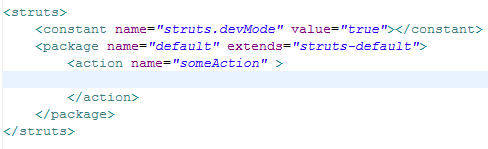 <struts>
<constant name="struts.devMode" value="true"></constant>
<package name="default" extends="struts-default">
<action name="someAction" >
</action>
</package>
</struts>